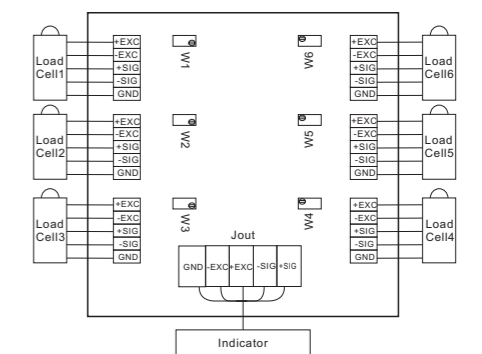 Load
Cell1
+EXC
-EXC
+SIG
-SIG
GND
W1
W6
+EXC
-EXC
+SIG
-SIG
GND
Load
Cell6
Load
Cell2
+EXC
-EXC
+SIG
-SIG
GND
W2
W5
+EXC
-EXC
+SIG
-SIG
GND
Load
Cell5
Load
Cell3
+EXC
-EXC
+SIG
-SIG
GND
W3
W4
+EXC
-EXC
+SIG
-SIG
GND
Load
Cell4
Jout
GND -EXC +EXC -SIG +SIG
Indicator